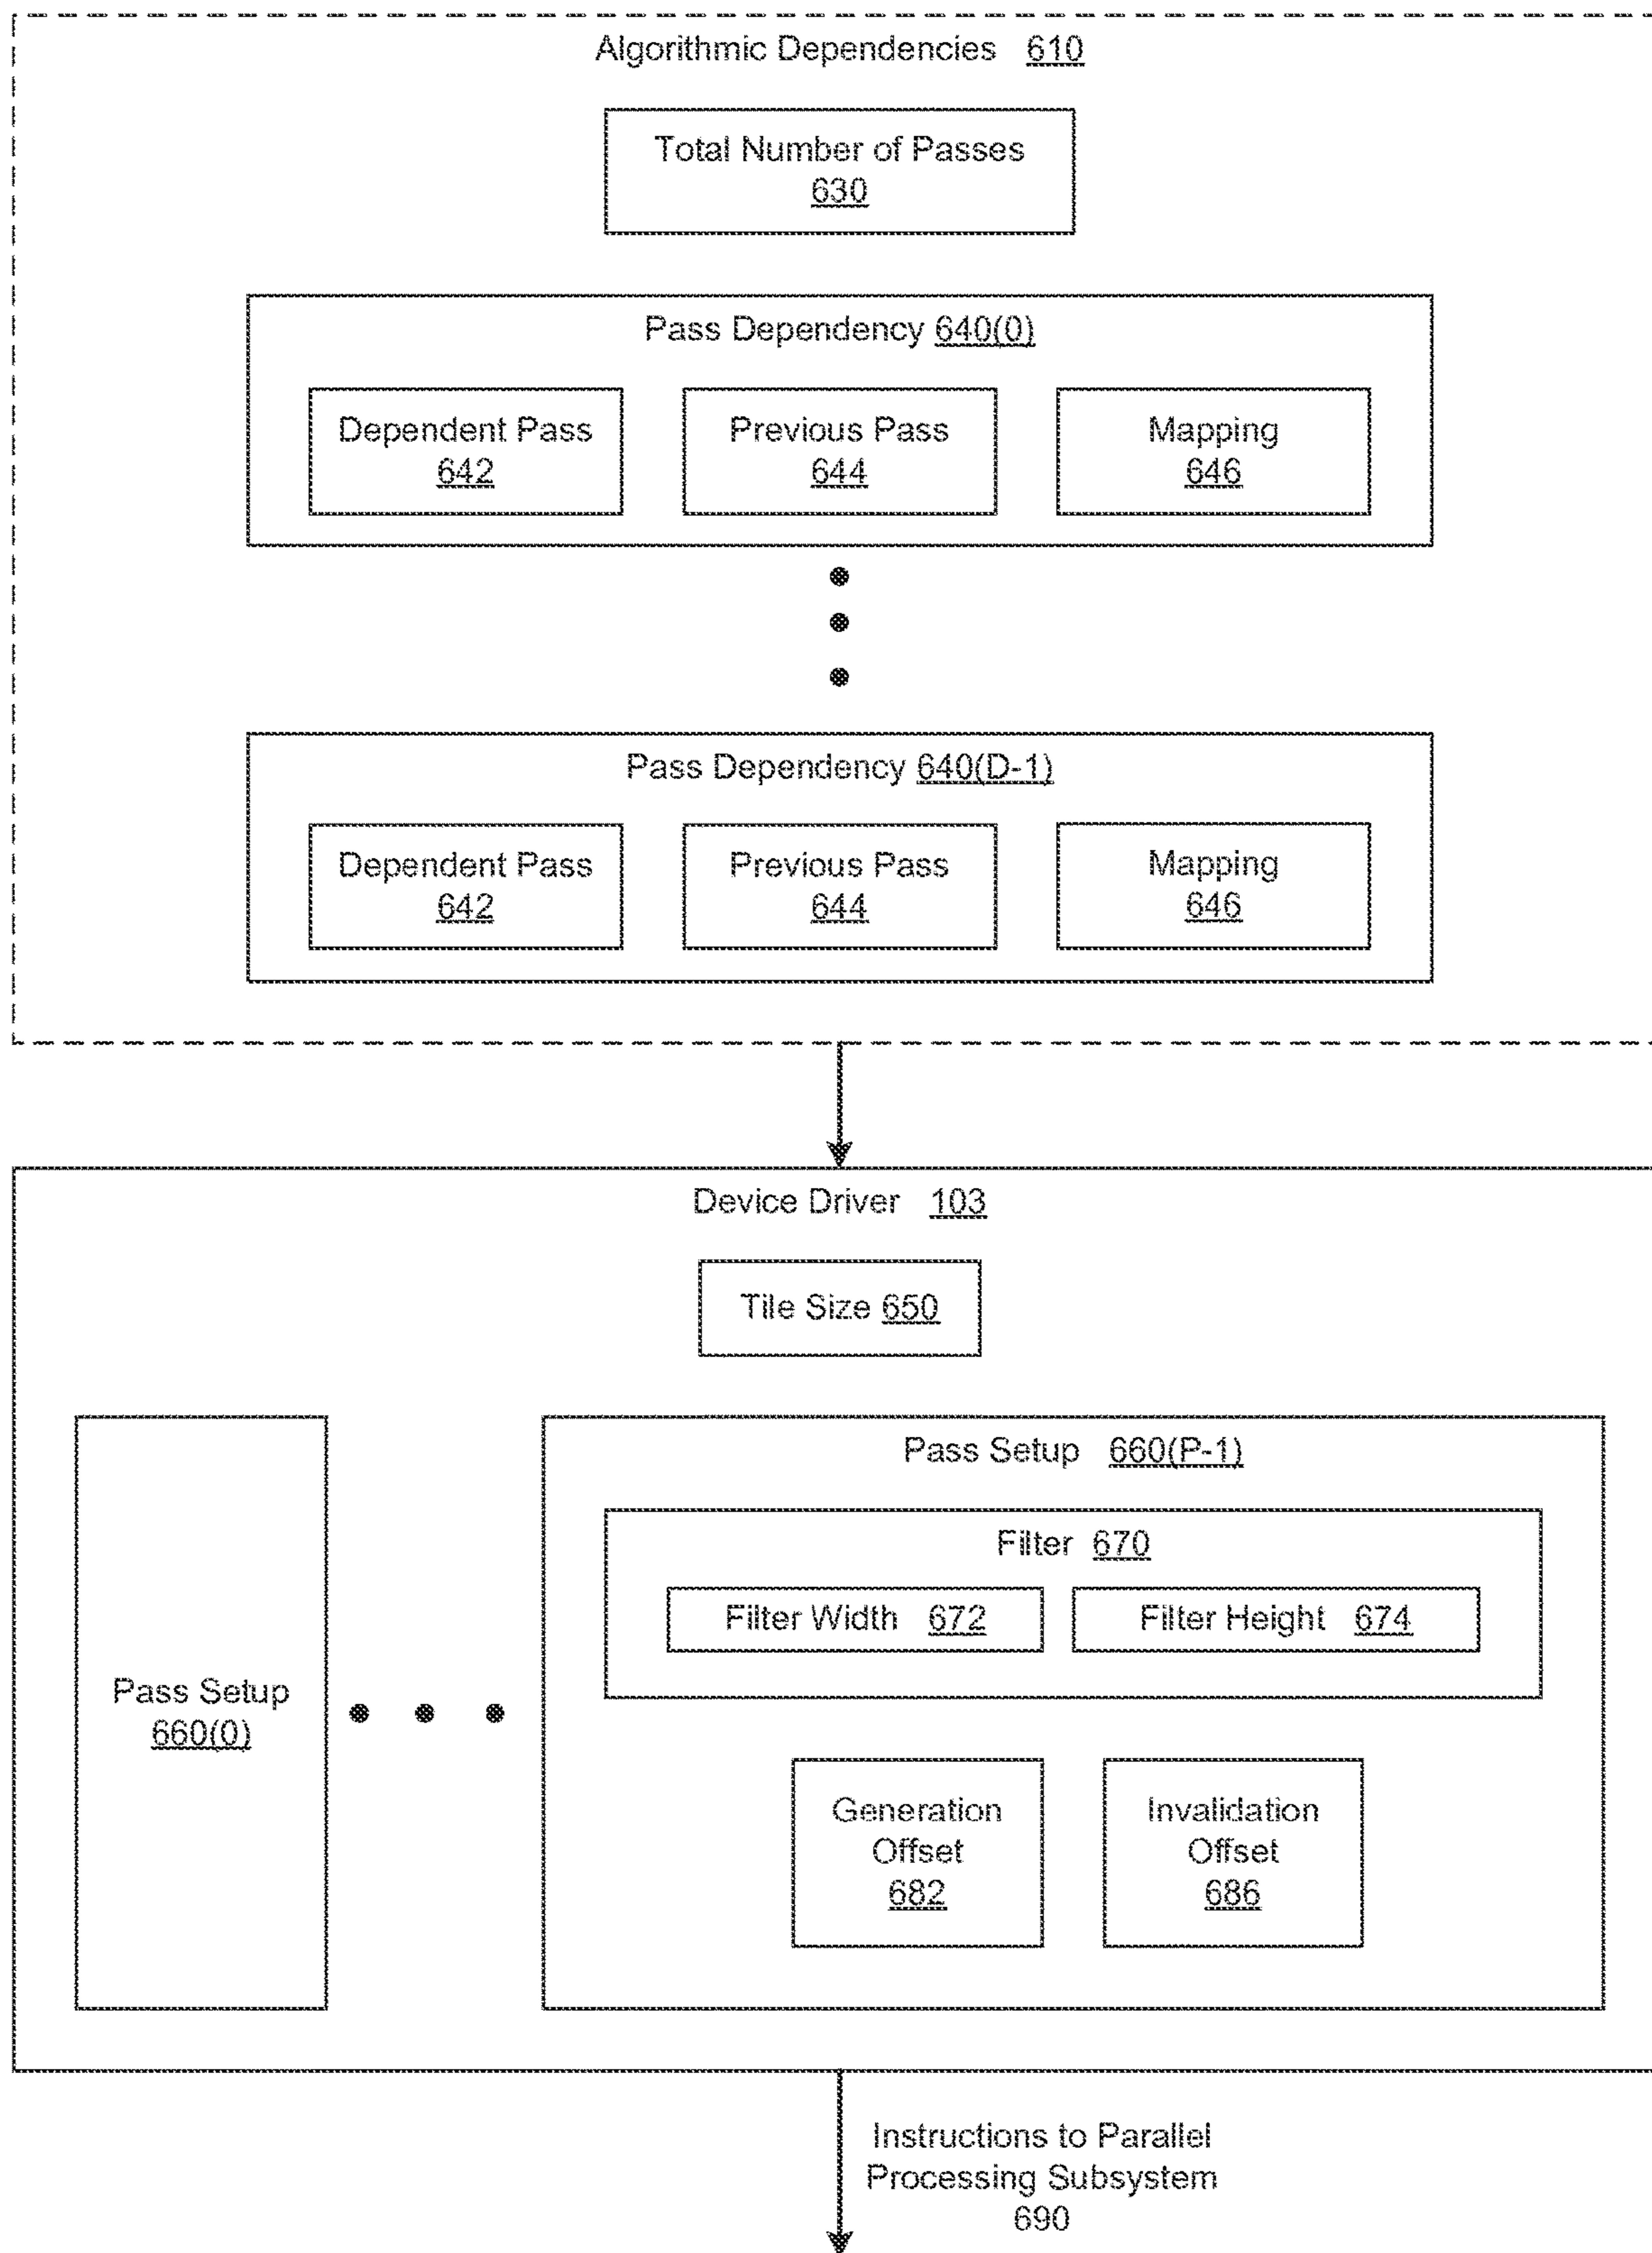 Algorithmic Dependencies 610
Total Number of Passes
630
Pass Dependency 640(0)
Dependent Pass
642
Previous Pass
644
Mapping
646
Pass Dependency 640(D-1)
Dependent Pass
642
Previous Pass
644
Mapping
646
Device Driver 103
Tile Size 650
Pass Setup
660(0)
Pass Setup 660(P-1)
Filter 670
Filter Width 672
Filter Height 674
Generation
Offset
682
Invalidation
Offset
686
Instructions to Parallel
Processing Subsystem
690